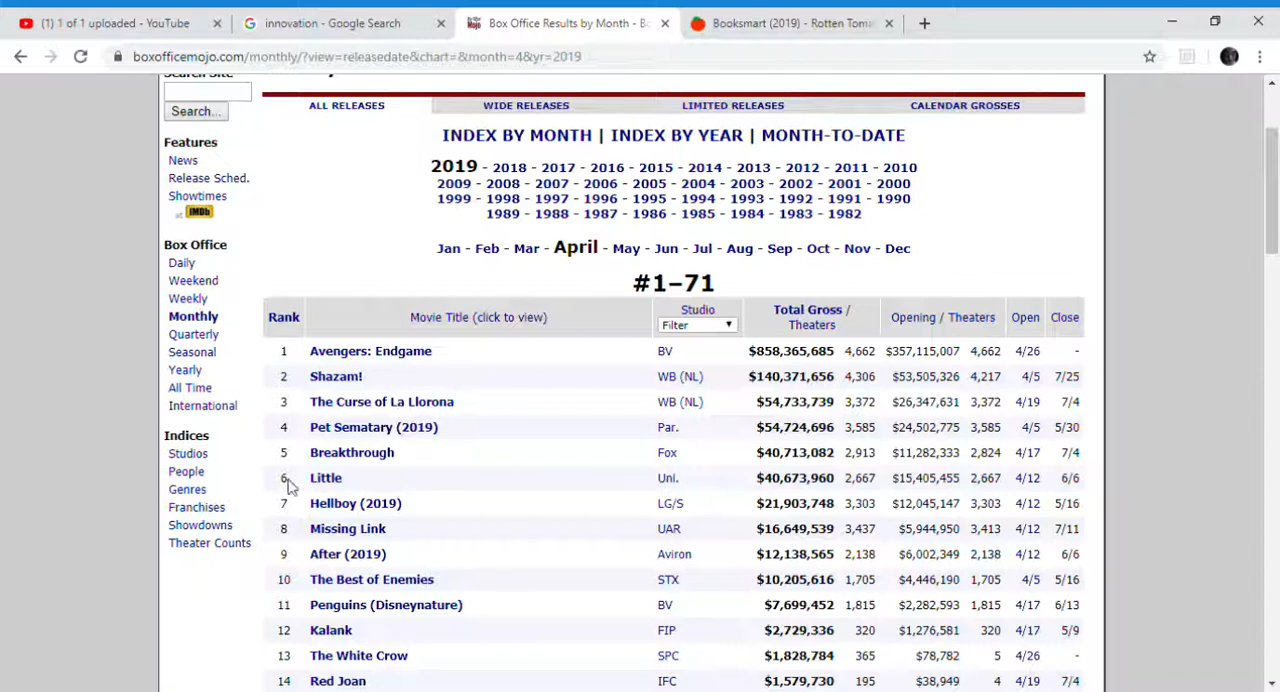 (1) 1 of 1 uploaded - YouTube innovation - Google Search Box Office Results by Month - Bo Booksmart (2019) - Rotten Toma
boxofficemojo.com/monthly/?view=releasedate&chart=&month=4&yr=2019
Search Site
Search...
Features
News
Release Sched.
Showtimes
IMDb
Box Office
Daily
Weekend
Weekly
Monthly
Quarterly
Seasonal
Yearly
All Time
International
Indices
Studios
People
Genres
Franchises
Showdowns
Theater Counts
ALL RELEASES WIDE RELEASES LIMITED RELEASES CALENDAR GROSSES
INDEX BY MONTH | INDEX BY YEAR | MONTH-TO-DATE
2019 - 2018 - 2017 - 2016 - 2015 - 2014 - 2013 - 2012 - 2011 - 2010
2009 - 2008 - 2007 - 2006 - 2005 - 2004 - 2003 - 2002 - 2001 - 2000
1999 - 1998 - 1997 - 1996 - 1995 - 1994 - 1993 - 1992 - 1991 - 1990
1989 - 1988 - 1987 - 1986 - 1985 - 1984 - 1983 - 1982
Jan - Feb - Mar - April - May - Jun - Jul - Aug - Sep - Oct - Nov - Dec
#1–71
Rank Movie Title (click to view) Studio Filter Total Gross / Theaters Opening / Theaters Open Close
1 Avengers: Endgame BV $858,365,685 4,662 $357,115,007 4,662 4/26 -
2 Shazam! WB (NL) $140,371,656 4,306 $53,505,326 4,217 4/5 7/25
3 The Curse of La Llorona WB (NL) $54,733,739 3,372 $26,347,631 3,372 4/19 7/4
4 Pet Sematary (2019) Par. $54,724,696 3,585 $24,502,775 3,585 4/5 5/30
5 Breakthrough Fox $40,713,082 2,913 $11,282,333 2,824 4/17 7/4
6 Little Uni. $40,673,960 2,667 $15,405,455 2,667 4/12 6/6
7 Hellboy (2019) LG/S $21,903,748 3,303 $12,045,147 3,303 4/12 5/16
8 Missing Link UAR $16,649,539 3,437 $5,944,950 3,413 4/12 7/11
9 After (2019) Aviron $12,138,565 2,138 $6,002,349 2,138 4/12 6/6
10 The Best of Enemies STX $10,205,616 1,705 $4,446,190 1,705 4/5 5/16
11 Penguins (Disneynature) BV $7,699,452 1,815 $2,282,593 1,815 4/17 6/13
12 Kalank FIP $2,729,336 320 $1,276,581 320 4/17 5/9
13 The White Crow SPC $1,828,784 365 $78,782 5 4/26 -
14 Red Joan IFC $1,579,730 195 $38,949 4 4/19 7/4